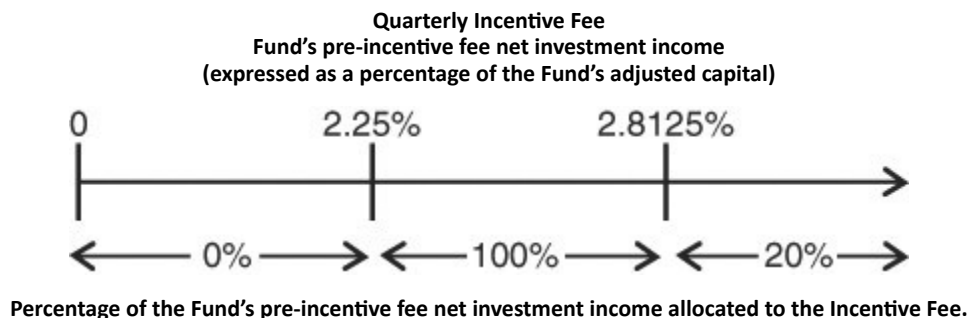 Quarterly Incentive Fee
Fund’s pre-incentive fee net investment income
(expressed as a percentage of the Fund’s adjusted capital)
0 2.25% 2.8125%
0% 100% 20%
Percentage of the Fund’s pre-incentive fee net investment income allocated to the Incentive Fee.